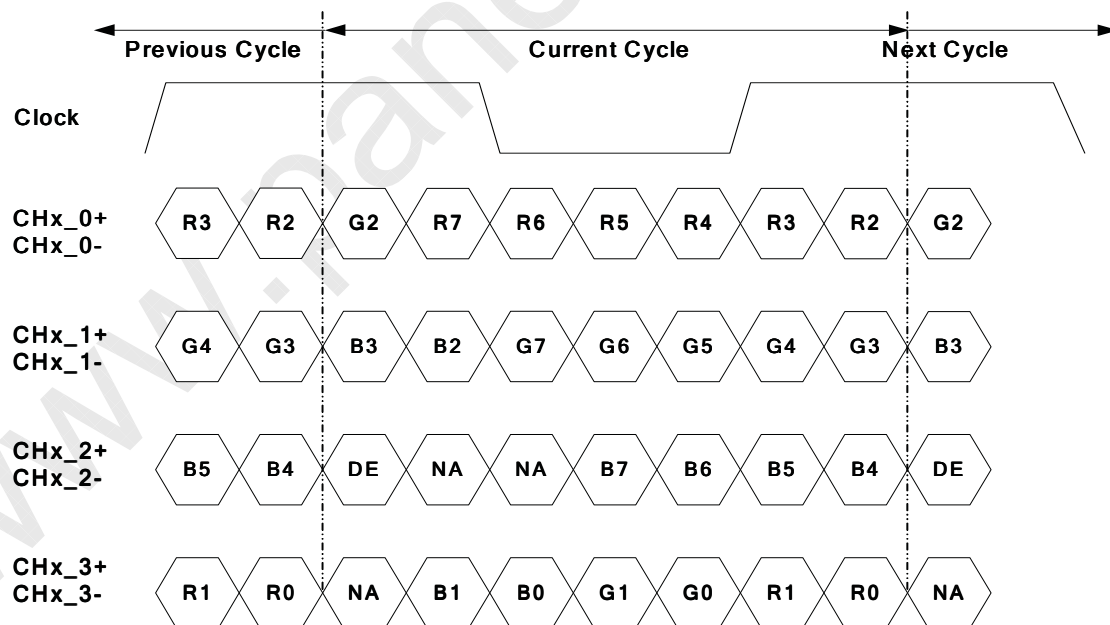 Previous Cycle Current Cycle Next Cycle
Clock
CHx_0+
CHx_0-
R3 R2 G2 R7 R6 R5 R4 R3 R2 G2
CHx_1+
CHx_1-
G4 G3 B3 B2 G7 G6 G5 G4 G3 B3
CHx_2+
CHx_2-
B5 B4 DE NA NA B7 B6 B5 B4 DE
CHx_3+
CHx_3-
R1 R0 NA B1 B0 G1 G0 R1 R0 NA
www.pan